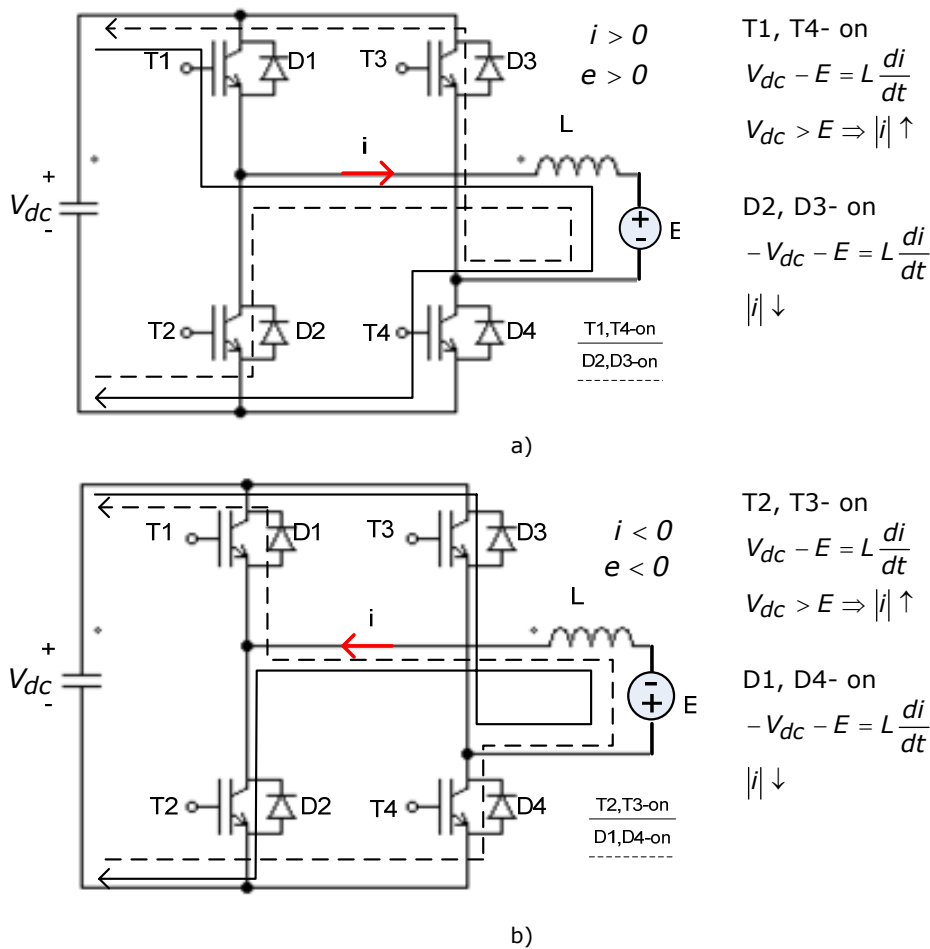 T1
D1
T3
D3
i > 0
e > 0
L
i
+
V_dc
-
+
-
E
T2
D2
T4
D4
T1,T4-on
D2,D3-on
T1, T4- on
V_dc − E = L di/dt
V_dc > E ⇒ |i| ↑
D2, D3- on
−V_dc − E = L di/dt
|i| ↓
a)
T1
D1
T3
D3
i < 0
e < 0
L
i
+
V_dc
-
-
+
E
T2
D2
T4
D4
T2,T3-on
D1,D4-on
T2, T3- on
V_dc − E = L di/dt
V_dc > E ⇒ |i| ↑
D1, D4- on
−V_dc − E = L di/dt
|i| ↓
b)